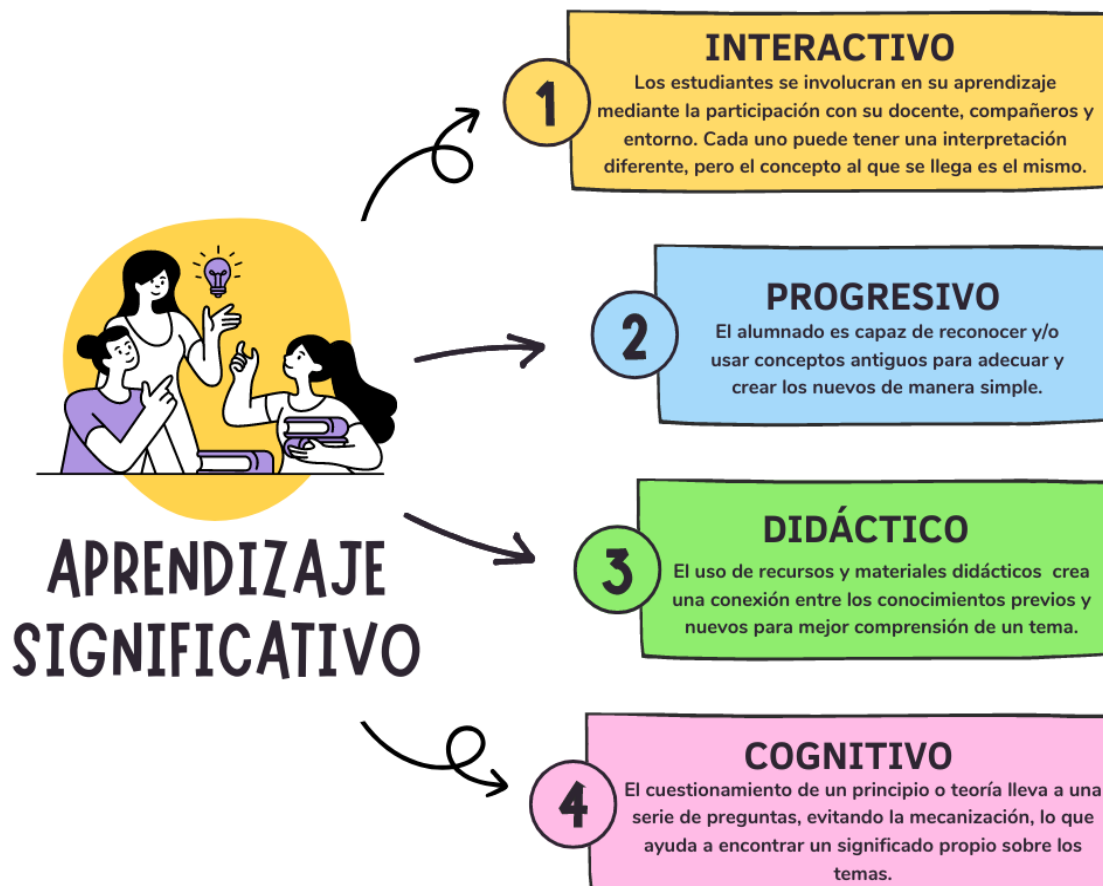 APRENDIZAJE
SIGNIFICATIVO
1
INTERACTIVO
Los estudiantes se involucran en su aprendizaje
mediante la participación con su docente, compañeros y
entorno. Cada uno puede tener una interpretación
diferente, pero el concepto al que se llega es el mismo.
2
PROGRESIVO
El alumnado es capaz de reconocer y/o
usar conceptos antiguos para adecuar y
crear los nuevos de manera simple.
3
DIDÁCTICO
El uso de recursos y materiales didácticos crea
una conexión entre los conocimientos previos y
nuevos para mejor comprensión de un tema.
4
COGNITIVO
El cuestionamiento de un principio o teoría lleva a una
serie de preguntas, evitando la mecanización, lo que
ayuda a encontrar un significado propio sobre los
temas.